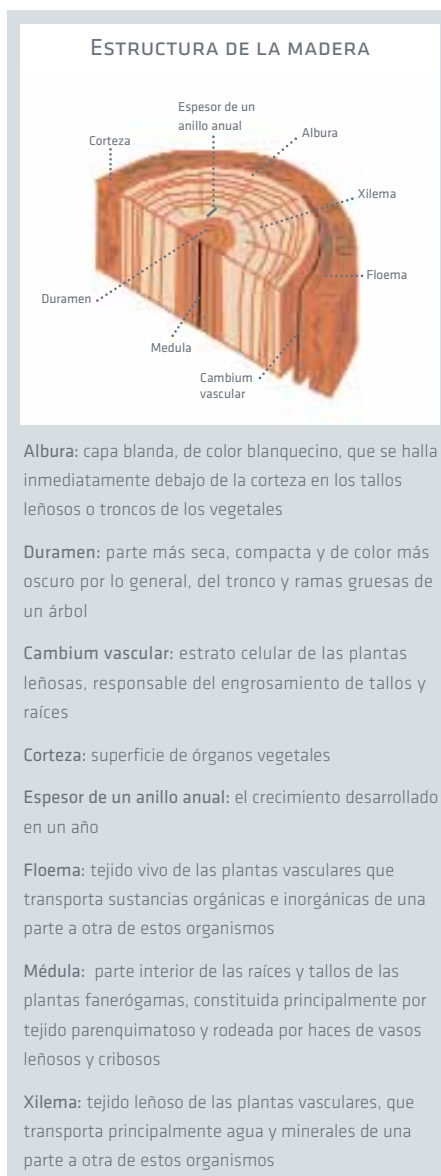 ESTRUCTURA DE LA MADERA
Espesor de un
anillo anual
Corteza
Albura
Xilema
Floema
Duramen
Medula
Cambium
vascular
Albura: capa blanda, de color blanquecino, que se halla
inmediatamente debajo de la corteza en los tallos
leñosos o troncos de los vegetales
Duramen: parte más seca, compacta y de color más
oscuro por lo general, del tronco y ramas gruesas de
un árbol
Cambium vascular: estrato celular de las plantas
leñosas, responsable del engrosamiento de tallos y
raíces
Corteza: superficie de órganos vegetales
Espesor de un anillo anual: el crecimiento desarrollado
en un año
Floema: tejido vivo de las plantas vasculares que
transporta sustancias orgánicas e inorgánicas de una
parte a otra de estos organismos
Médula: parte interior de las raíces y tallos de las
plantas fanerógamas, constituida principalmente por
tejido parenquimatoso y rodeada por haces de vasos
leñosos y cribosos
Xilema: tejido leñoso de las plantas vasculares, que
transporta principalmente agua y minerales de una
parte a otra de estos organismos